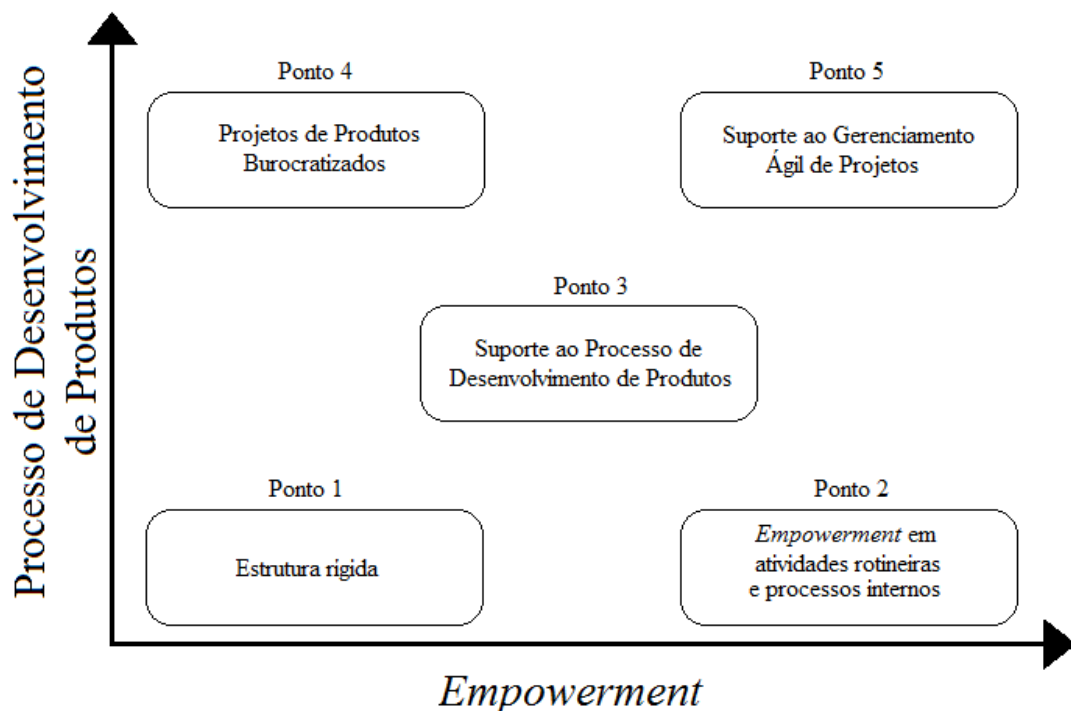 Processo de Desenvolvimento
de Produtos
Ponto 4
Projetos de Produtos
Burocratizados
Ponto 5
Suporte ao Gerenciamento
Ágil de Projetos
Ponto 3
Suporte ao Processo de
Desenvolvimento de Produtos
Ponto 1
Estrutura rígida
Ponto 2
Empowerment em
atividades rotineiras
e processos internos
Empowerment